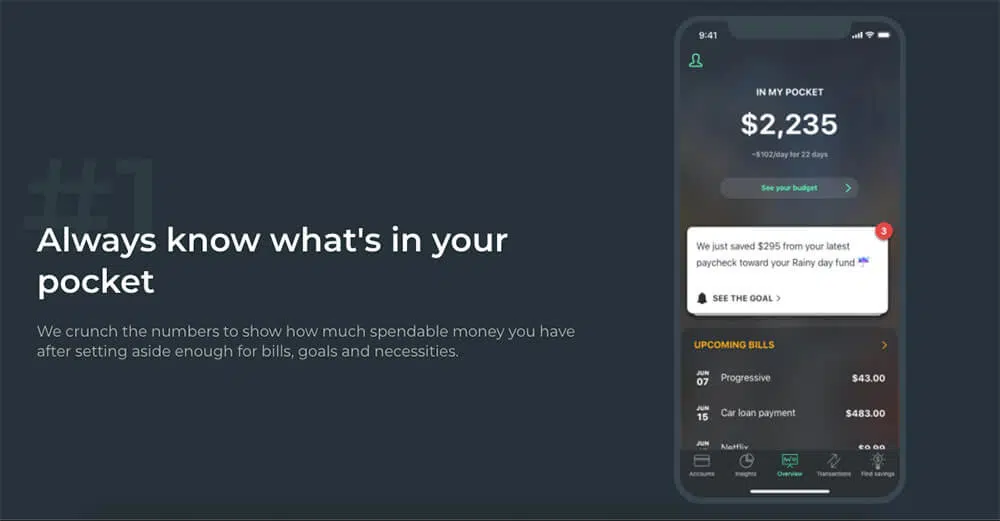 #1
Always know what's in your
pocket
We crunch the numbers to show how much spendable money you have
after setting aside enough for bills, goals and necessities.
9:41
IN MY POCKET
$2,235
~$102/day for 22 days
See your budget
3
We just saved $295 from your latest
paycheck toward your Rainy day fund ☔
SEE THE GOAL >
UPCOMING BILLS >
JUN
07 Progressive $43.00
JUN
15 Car loan payment $483.00
JUN Netflix $9.99
Accounts Insights Overview Transactions Find savings